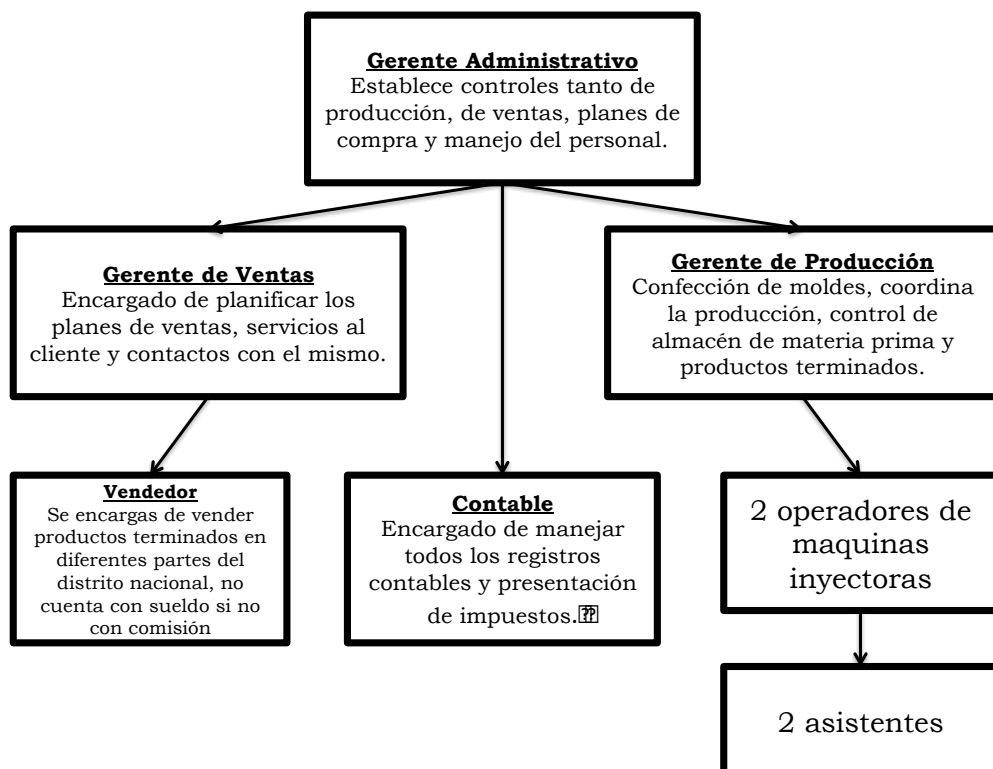 Gerente Administrativo
Establece controles tanto de
producción, de ventas, planes de
compra y manejo del personal.
Gerente de Ventas
Encargado de planificar los
planes de ventas, servicios al
cliente y contactos con el mismo.
Gerente de Producción
Confección de moldes, coordina
la producción, control de
almacén de materia prima y
productos terminados.
Vendedor
Se encargas de vender
productos terminados en
diferentes partes del
distrito nacional, no
cuenta con sueldo si no
con comisión
Contable
Encargado de manejar
todos los registros
contables y presentación
de impuestos.
2 operadores de
maquinas
inyectoras
2 asistentes